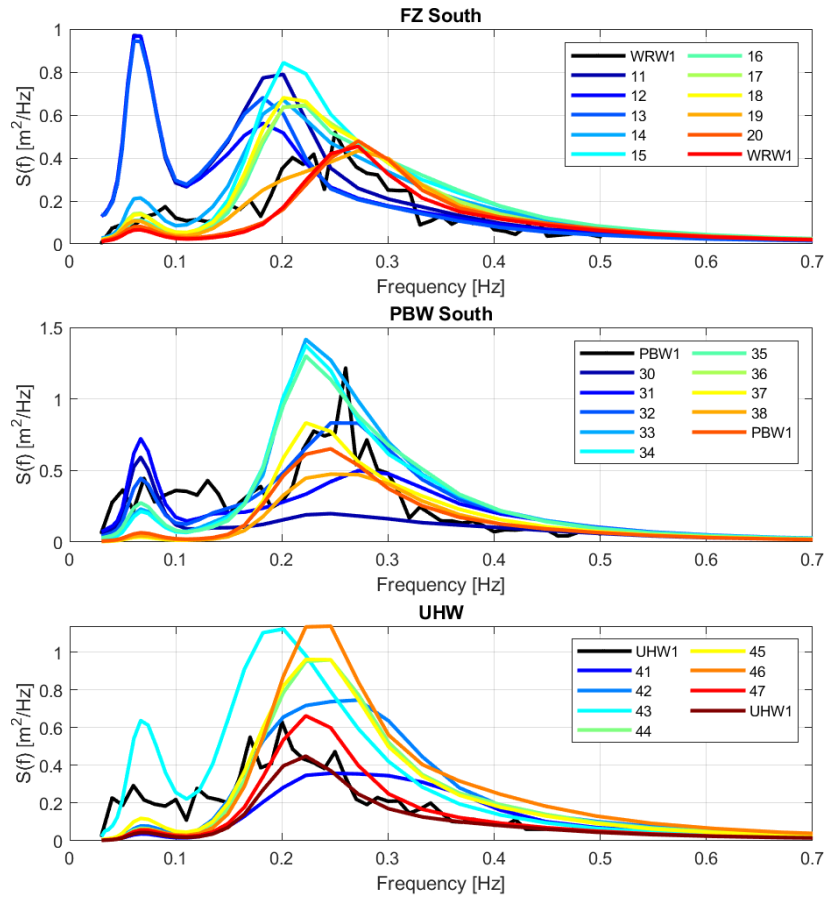 FZ South
S(f) [m²/Hz]
1
0.8
0.6
0.4
0.2
0
WRW1 16
11 17
12 18
13 19
14 20
15 WRW1
0 0.1 0.2 0.3 0.4 0.5 0.6 0.7
Frequency [Hz]
PBW South
S(f) [m²/Hz]
1.5
1
0.5
0
PBW1 35
30 36
31 37
32 38
33 PBW1
34
0 0.1 0.2 0.3 0.4 0.5 0.6 0.7
Frequency [Hz]
UHW
S(f) [m²/Hz]
1
0.8
0.6
0.4
0.2
0
UHW1 45
41 46
42 47
43 UHW1
44
0 0.1 0.2 0.3 0.4 0.5 0.6 0.7
Frequency [Hz]